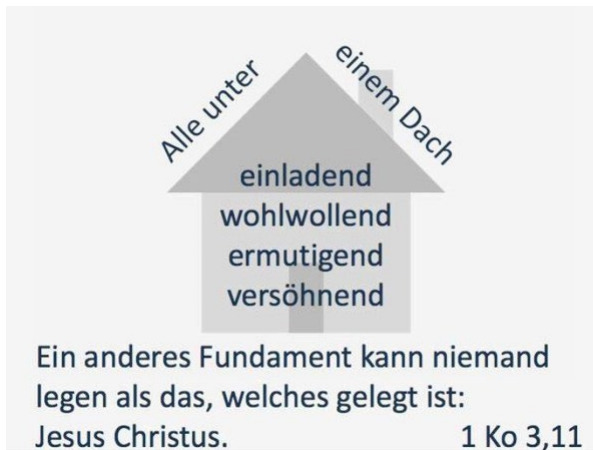 Alle unter
einem Dach
einladend
wohlwollend
ermutigend
versöhnend
Ein anderes Fundament kann niemand
legen als das, welches gelegt ist:
Jesus Christus. 1 Ko 3,11